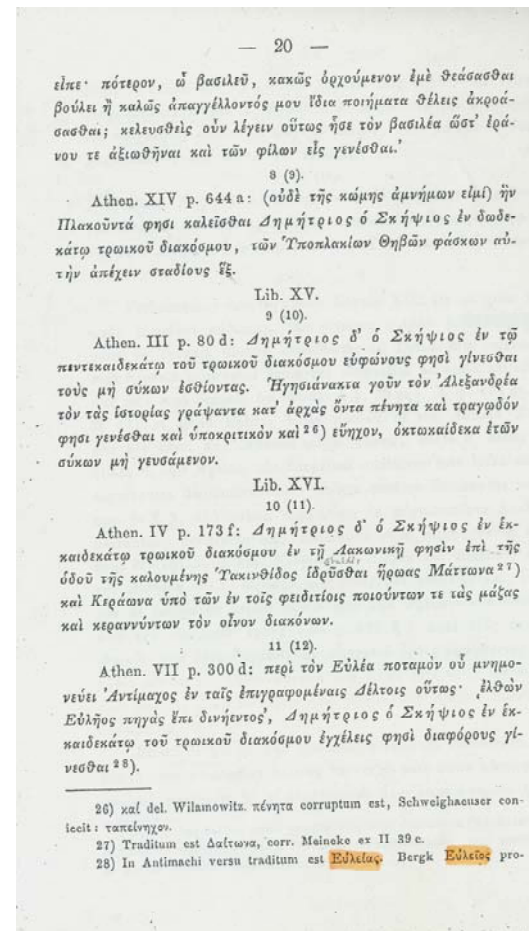 — 20 —
εἶπε· πότερον, ὦ βασιλεῦ, κακῶς ὀρχούμενον ἐμὲ θεάσασθαι
βούλει ἢ καλῶς ἀπαγγέλλοντός μου ἴδια ποιήματα θέλεις ἀκροά-
σασθαι; κελευσθεὶς οὖν λέγειν οὕτως ᾖσε τὸν βασιλέα ὥστ' ἐρά-
νου τε ἀξιωθῆναι καὶ τῶν φίλων εἷς γενέσθαι.'
8 (9).
Athen. XIV p. 644 a: (οὐδὲ τῆς κώμης ἀμνήμων εἰμί) ἣν
Πλακοῦντά φησι καλεῖσθαι Δημήτριος ὁ Σκήψιος ἐν δωδε-
κάτῳ τρωικοῦ διακόσμου, τῶν Ὑποπλακίων Θηβῶν φάσκων αὐ-
τὴν ἀπέχειν σταδίους ἕξ.
Lib. XV.
9 (10).
Athen. III p. 80 d: Δημήτριος δ' ὁ Σκήψιος ἐν τῷ
πεντεκαιδεκάτῳ τοῦ τρωικοῦ διακόσμου εὐφώνους φησὶ γίνεσθαι
τοὺς μὴ σύκων ἐσθίοντας. Ἡγησιάνακτα γοῦν τὸν Ἀλεξανδρέα
τὸν τὰς ἱστορίας γράψαντα κατ' ἀρχὰς ὄντα πένητα καὶ τραγῳδόν
φησι γενέσθαι καὶ ὑποκριτικὸν καὶ 26) εὔηχον, ὀκτωκαίδεκα ἐτῶν
σύκων μὴ γευσάμενον.
Lib. XVI.
10 (11).
Athen. IV p. 173 f: Δημήτριος δ' ὁ Σκήψιος ἐν ἑκ-
καιδεκάτῳ τρωικοῦ διακόσμου ἐν τῇ Λακωνικῇ φησὶν ἐπὶ τῆς
ὁδοῦ τῆς καλουμένης Ὑακινθίδος ἱδρῦσθαι ἥρωας Μάττωνα 27)
καὶ Κεράωνα ὑπὸ τῶν ἐν τοῖς φειδιτίοις ποιούντων τε τὰς μάζας
καὶ κεραννύντων τὸν οἶνον διακόνων.
11 (12).
Athen. VII p. 300 d: περὶ τὸν Εὐλέα ποταμὸν οὗ μνημο-
νεύει Ἀντίμαχος ἐν ταῖς ἐπιγραφομέναις Δέλτοις οὕτως· 'ἐλθὼν
Εὐλῆος πηγὰς ἔπι δινήεντος', Δημήτριος ὁ Σκήψιος ἐν ἑκ-
καιδεκάτῳ τοῦ τρωικοῦ διακόσμου ἐγχέλεις φησὶ διαφόρους γί-
νεσθαι 28).
26) καί del. Wilamowitz. πένητα corruptum est, Schweighaeuser con-
iecit: ταπείνηχον.
27) Traditum est Δαίτωνα, corr. Meineke ex II 39 c.
28) In Antimachi versu traditum est Εὐλείας. Bergk Εὐλεῖος pro-